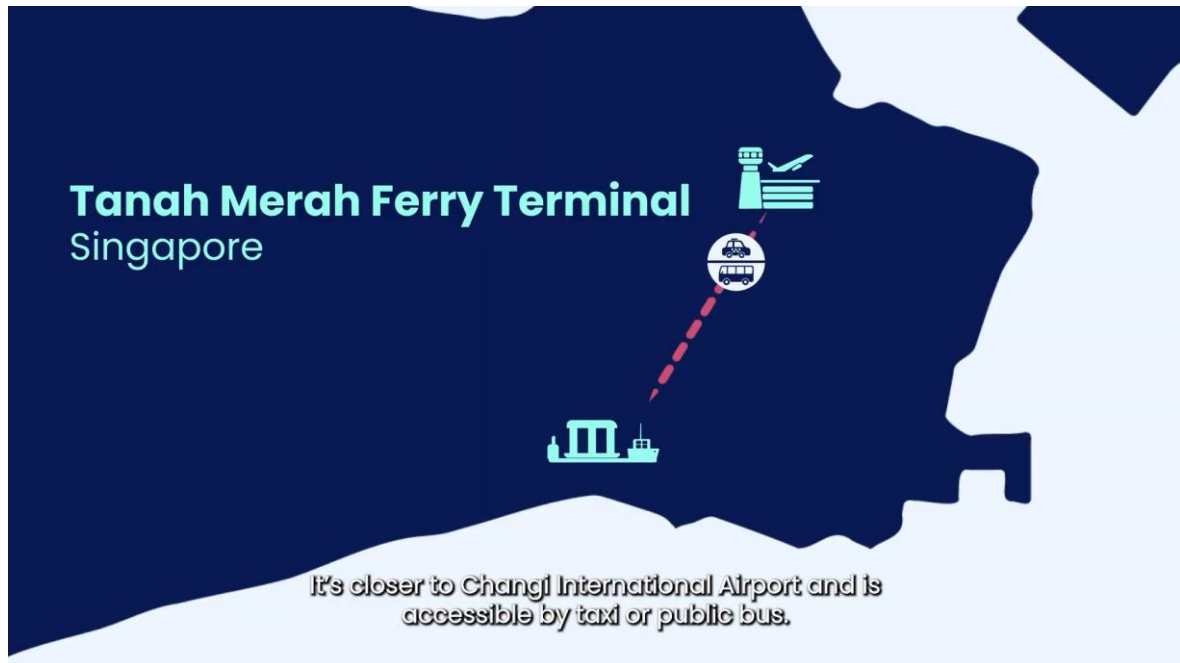 Tanah Merah Ferry Terminal
Singapore
It's closer to Changi International Airport and is
accessible by taxi or public bus.